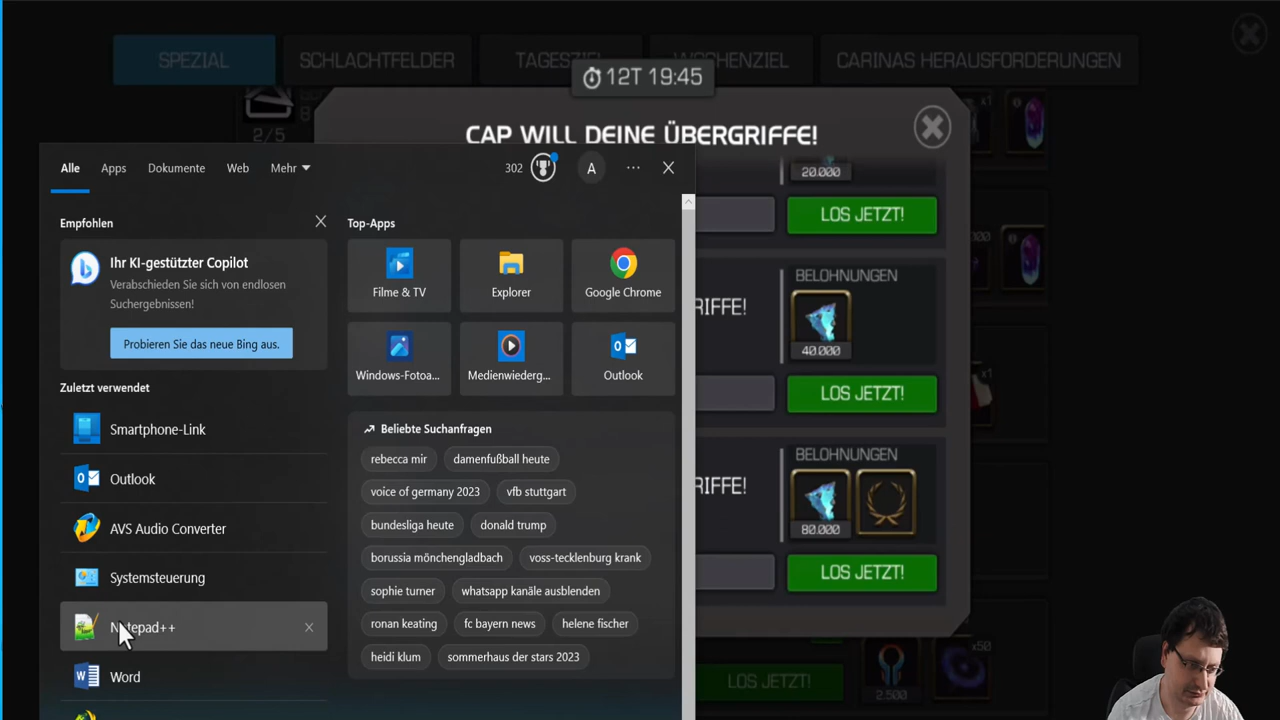 SPEZIAL
SCHLACHTFELDER
TAGESZIEL
WOCHENZIEL
CARINAS HERAUSFORDERUNGEN
12T 19:45
2/5
CAP WILL DEINE ÜBERGRIFFE!
20.000
LOS JETZT!
RIFFE!
BELOHNUNGEN
40.000
LOS JETZT!
RIFFE!
BELOHNUNGEN
80.000
LOS JETZT!
LOS JETZT!
2.500
x50
x1
x1
Alle
Apps
Dokumente
Web
Mehr
302
A
Empfohlen
Ihr KI-gestützter Copilot
Verabschieden Sie sich von endlosen
Suchergebnissen!
Probieren Sie das neue Bing aus.
Zuletzt verwendet
Smartphone-Link
Outlook
AVS Audio Converter
Systemsteuerung
Notepad++
Word
Top-Apps
Filme & TV
Explorer
Google Chrome
Windows-Fotoa...
Medienwiederg...
Outlook
Beliebte Suchanfragen
rebecca mir
damenfußball heute
voice of germany 2023
vfb stuttgart
bundesliga heute
donald trump
borussia mönchengladbach
voss-tecklenburg krank
sophie turner
whatsapp kanäle ausblenden
ronan keating
fc bayern news
helene fischer
heidi klum
sommerhaus der stars 2023